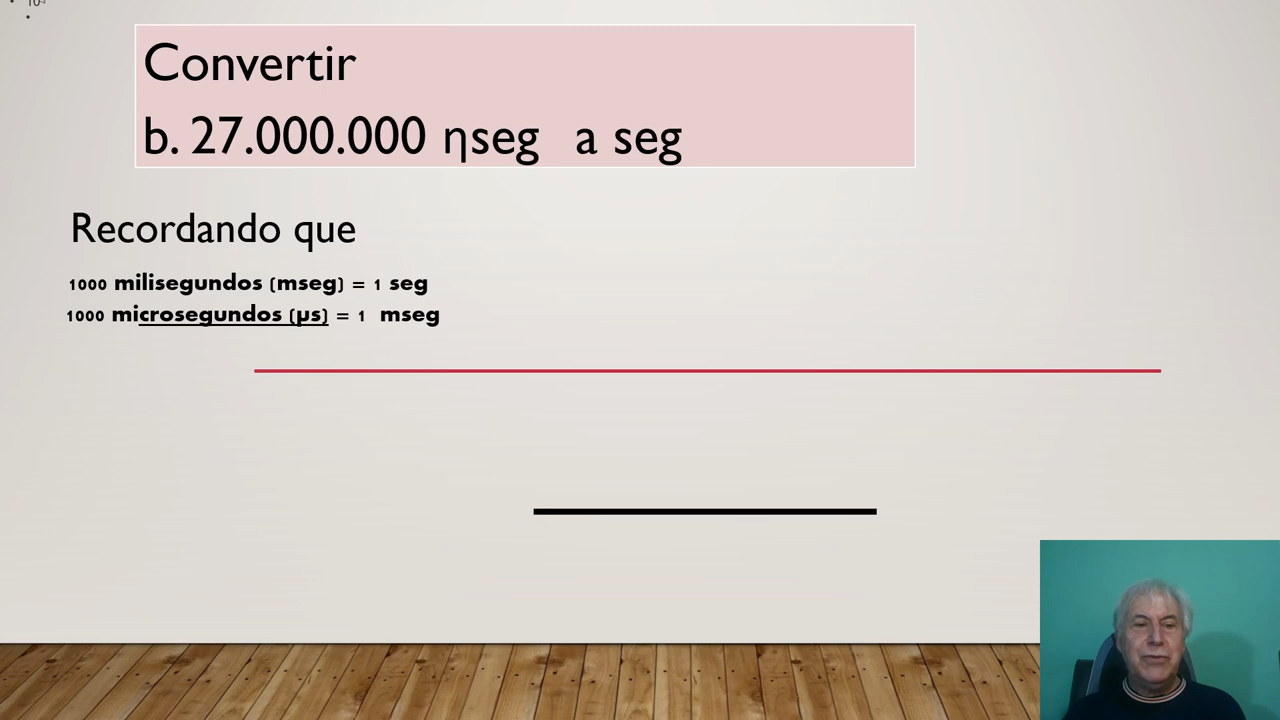 Convertir
b. 27.000.000 ηseg a seg
Recordando que
1000 milisegundos (mseg) = 1 seg
1000 microsegundos (µs) = 1 mseg